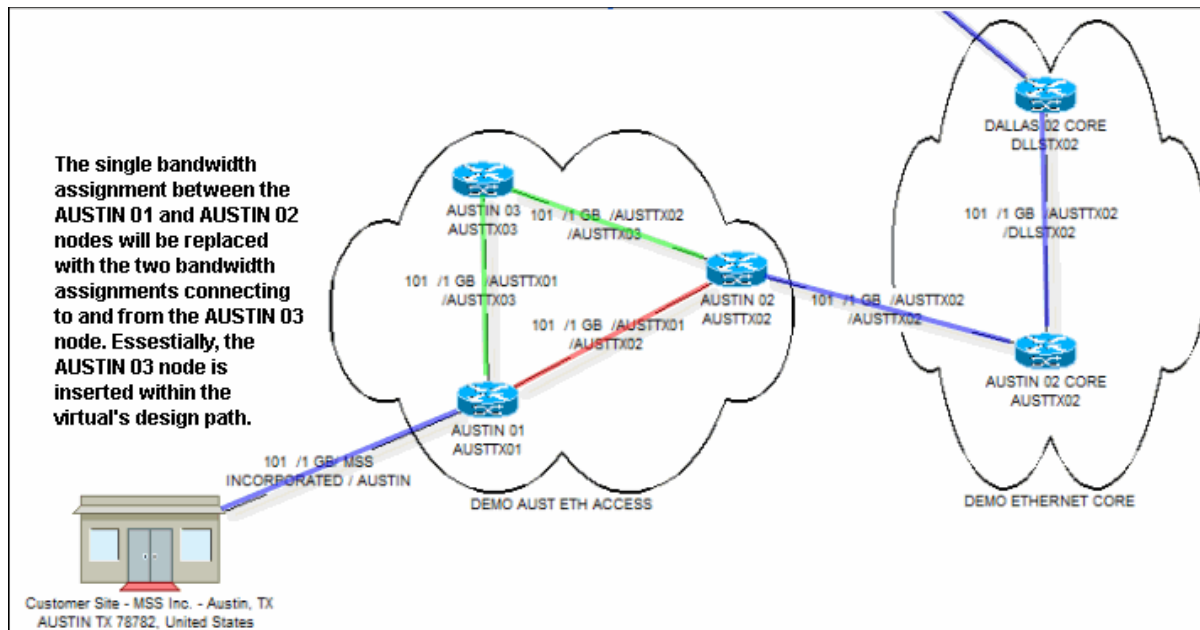 The single bandwidth
assignment between the
AUSTIN 01 and AUSTIN 02
nodes will be replaced
with the two bandwidth
assignments connecting
to and from the AUSTIN 03
node. Essestially, the
AUSTIN 03 node is
inserted within the
virtual's design path.
AUSTIN 03
AUSTTX03
101 /1 GB /AUSTTX02
/AUSTTX03
101 /1 GB /AUSTTX01
/AUSTTX03
AUSTIN 02
AUSTTX02
101 /1 GB /AUSTTX01
/AUSTTX02
AUSTIN 01
AUSTTX01
DEMO AUST ETH ACCESS
101 /1 GB /AUSTTX02
/AUSTTX02
DALLAS 02 CORE
DLLSTX02
101 /1 GB /AUSTTX02
/DLLSTX02
AUSTIN 02 CORE
AUSTTX02
DEMO ETHERNET CORE
101 /1 GB MSS
INCORPORATED / AUSTIN
Customer Site - MSS Inc. - Austin, TX
AUSTIN TX 78782, United States